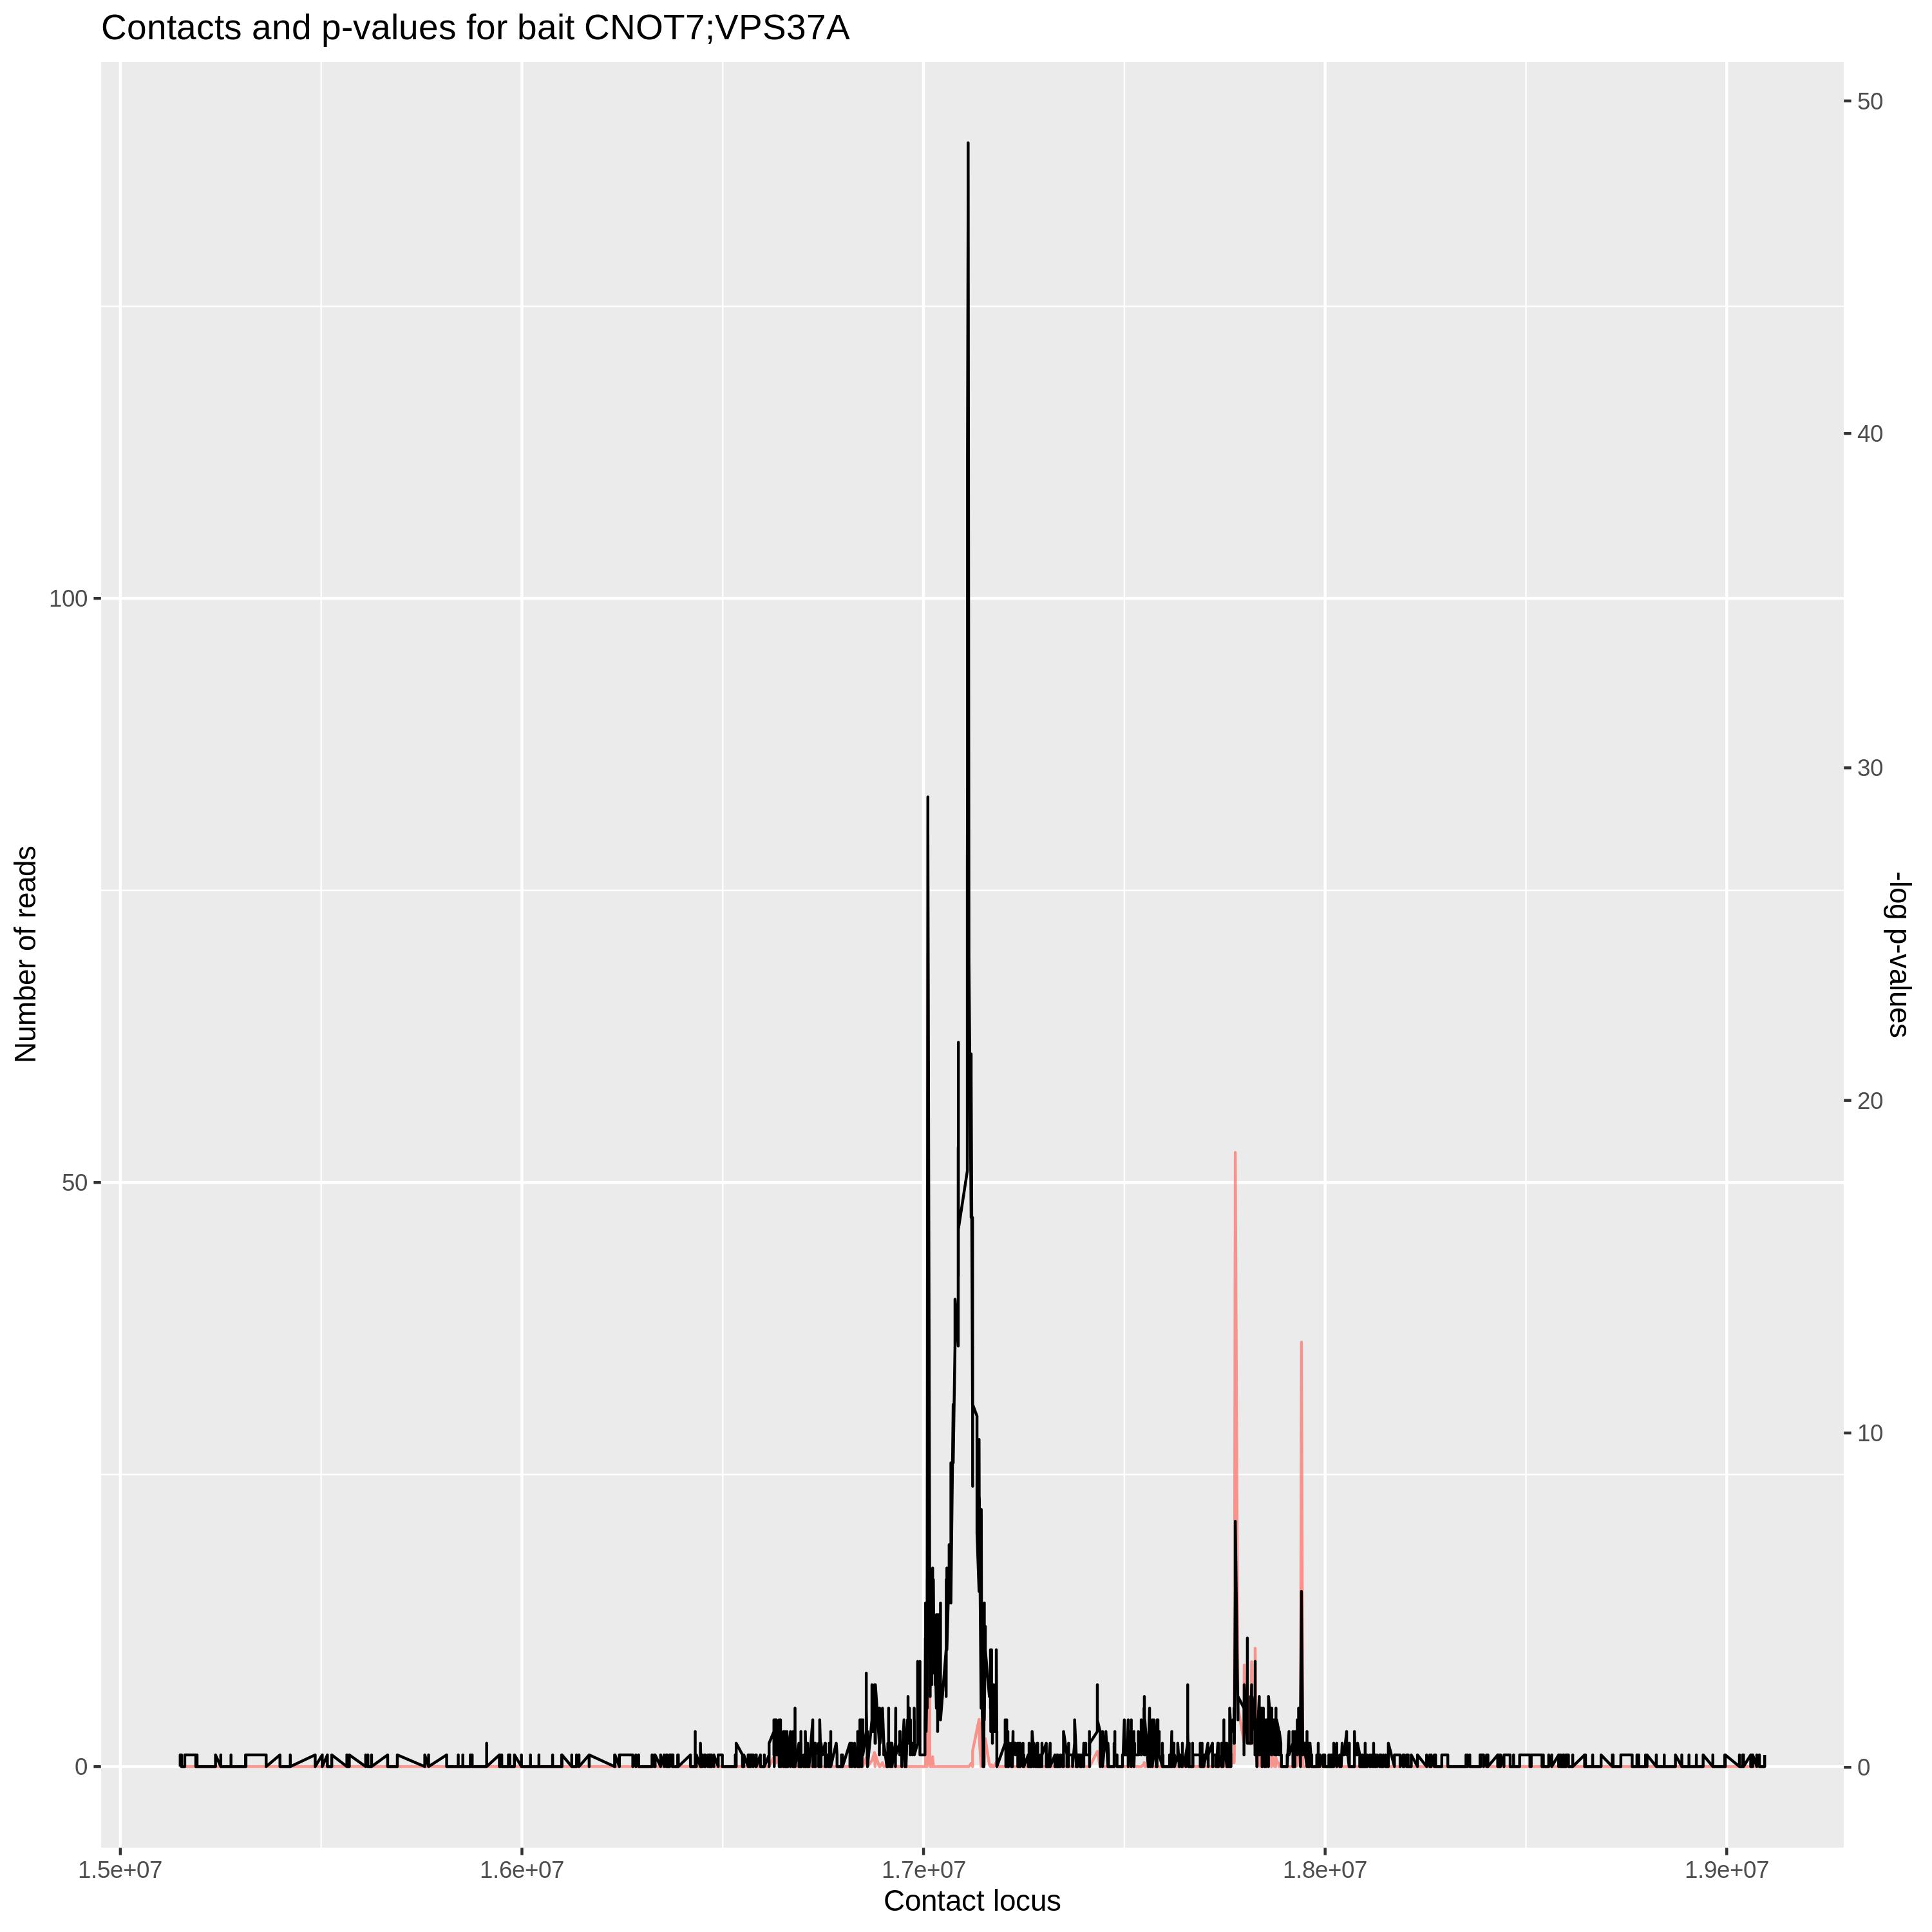 Contacts and p-values for bait CNOT7;VPS37A
Number of reads
100
50
0
50
40
30
20
10
0
-log p-values
1.5e+07 1.6e+07 1.7e+07 1.8e+07 1.9e+07
Contact locus